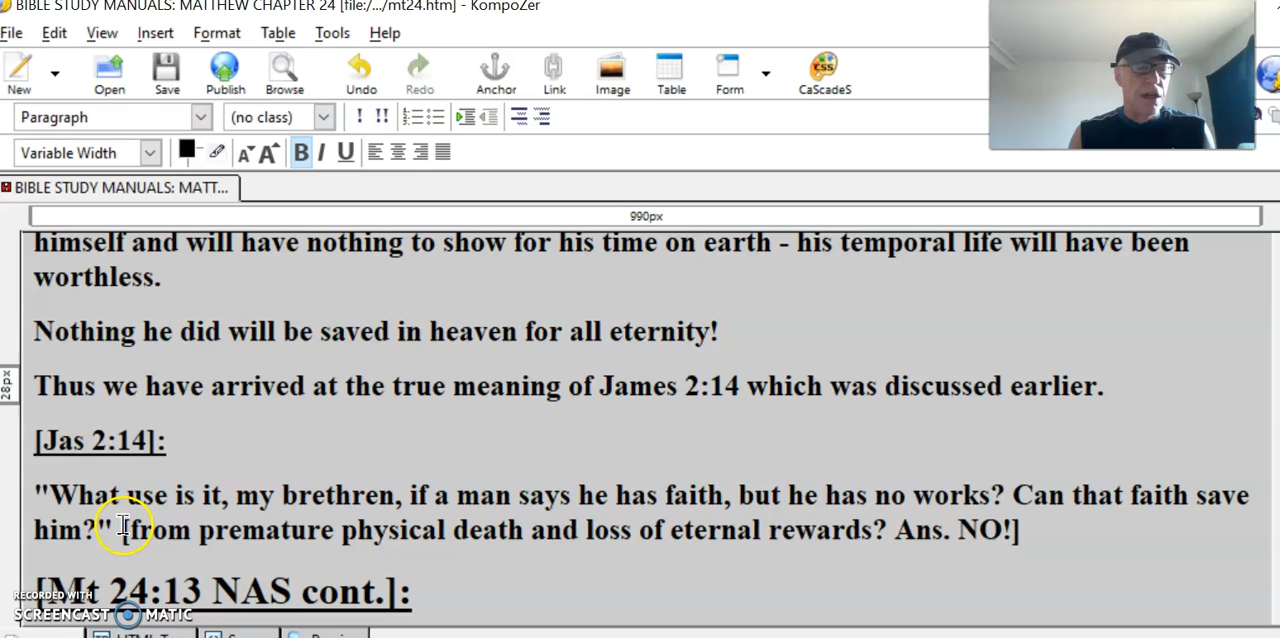 BIBLE STUDY MANUALS: MATTHEW CHAPTER 24 [file:/.../mt24.htm] - KompoZer
File Edit View Insert Format Table Tools Help
New Open Save Publish Browse Undo Redo Anchor Link Image Table Form CaScadeS
Paragraph (no class) ! !!
Variable Width A A B I U
BIBLE STUDY MANUALS: MATT...
990px
himself and will have nothing to show for his time on earth - his temporal life will have been
worthless.
Nothing he did will be saved in heaven for all eternity!
28px
Thus we have arrived at the true meaning of James 2:14 which was discussed earlier.
[Jas 2:14]:
"What use is it, my brethren, if a man says he has faith, but he has no works? Can that faith save
him?" [from premature physical death and loss of eternal rewards? Ans. NO!]
[Mt 24:13 NAS cont.]:
RECORDED WITH
SCREENCAST MATIC